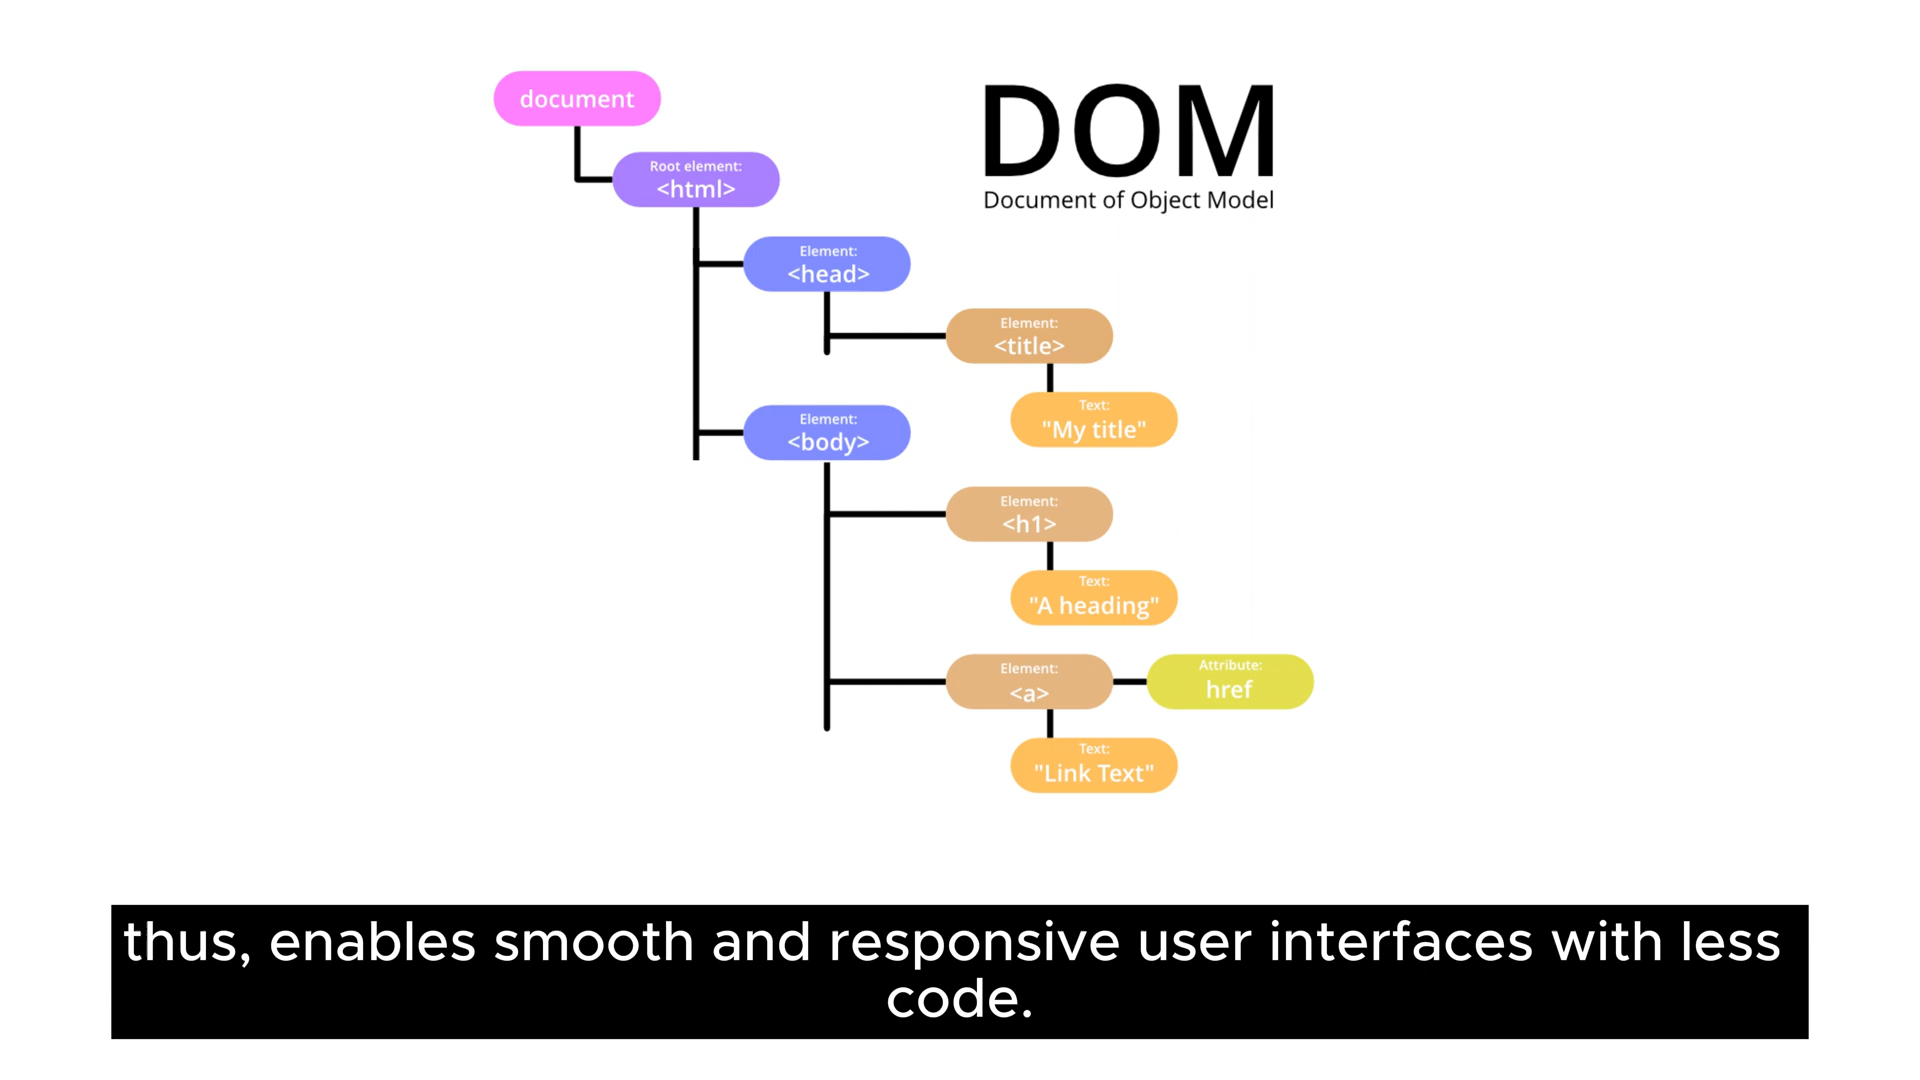 document
DOM
Document of Object Model
Root element:
<html>
Element:
<head>
Element:
<title>
Text:
"My title"
Element:
<body>
Element:
<h1>
Text:
"A heading"
Element:
<a>
Attribute:
href
Text:
"Link Text"
thus, enables smooth and responsive user interfaces with less
code.